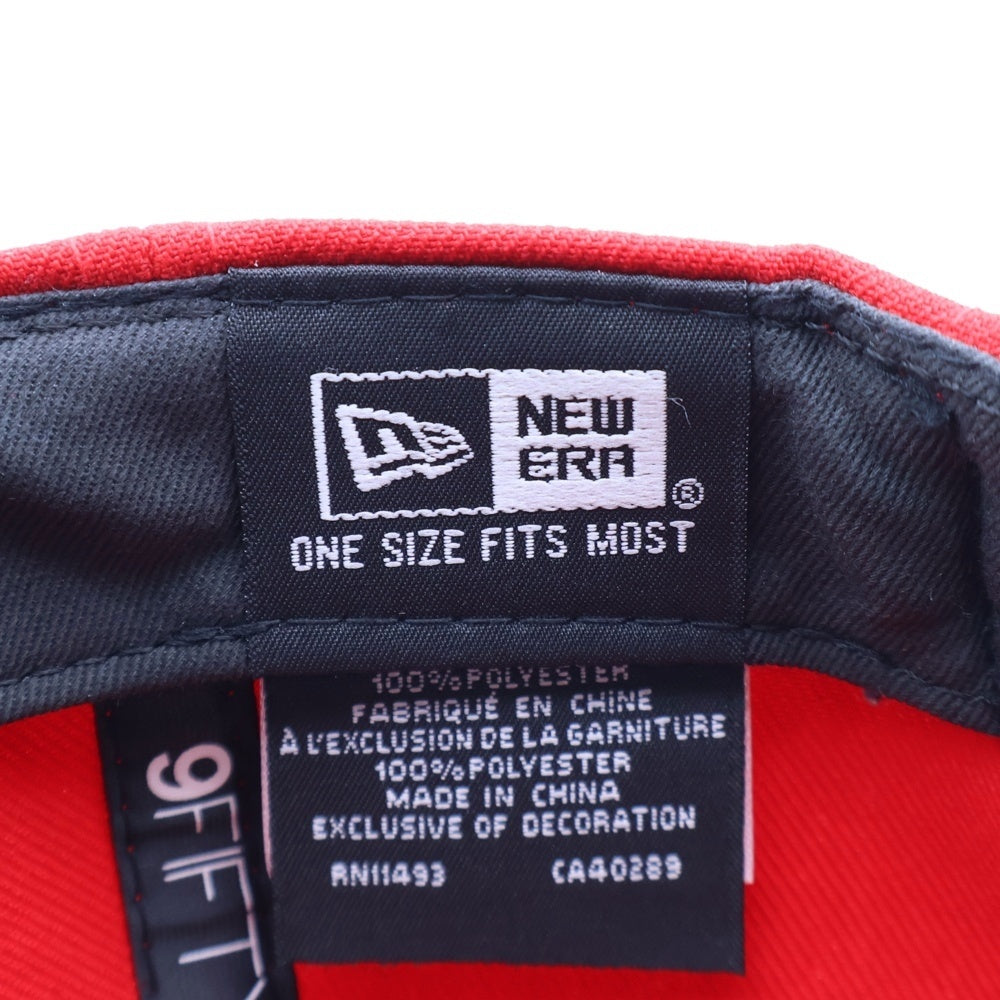 NEW
ERA
®
ONE SIZE FITS MOST
100% POLYESTER
FABRIQUÉ EN CHINE
À L'EXCLUSION DE LA GARNITURE
100% POLYESTER
MADE IN CHINA
EXCLUSIVE OF DECORATION
RN11493 CA40289
9FIFTY